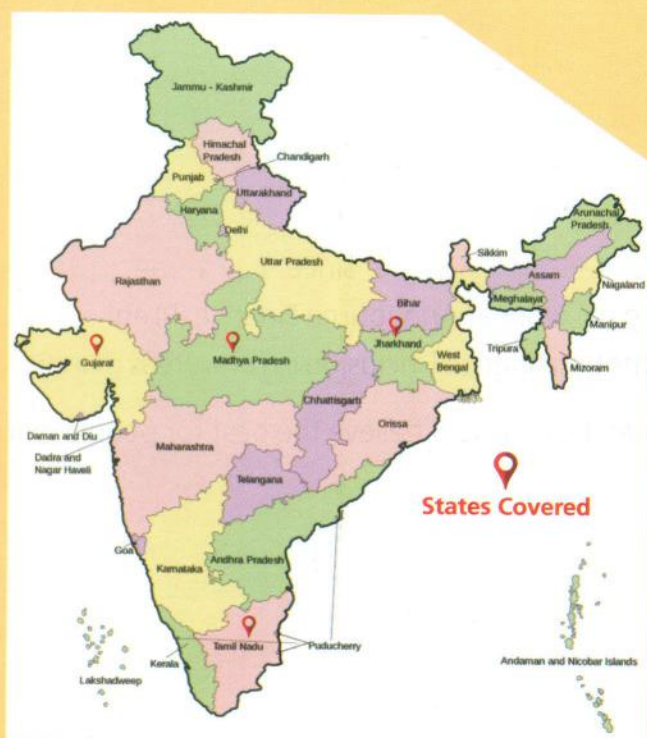 Jammu - Kashmir
Himachal
Pradesh
Chandigarh
Punjab
Uttarakhand
Haryana
Delhi
Arunachal
Pradesh
Sikkim
Assam
Nagaland
Rajasthan
Uttar Pradesh
Bihar
Meghalaya
Manipur
Gujarat
Madhya Pradesh
Jharkhand
West
Bengal
Tripura
Mizoram
Chhattisgarh
Orissa
Daman and Diu
Dadra and
Nagar Haveli
Maharashtra
Telangana
States Covered
Goa
Karnataka
Andhra Pradesh
Tamil Nadu
Puducherry
Kerala
Lakshadweep
Andaman and Nicobar Islands